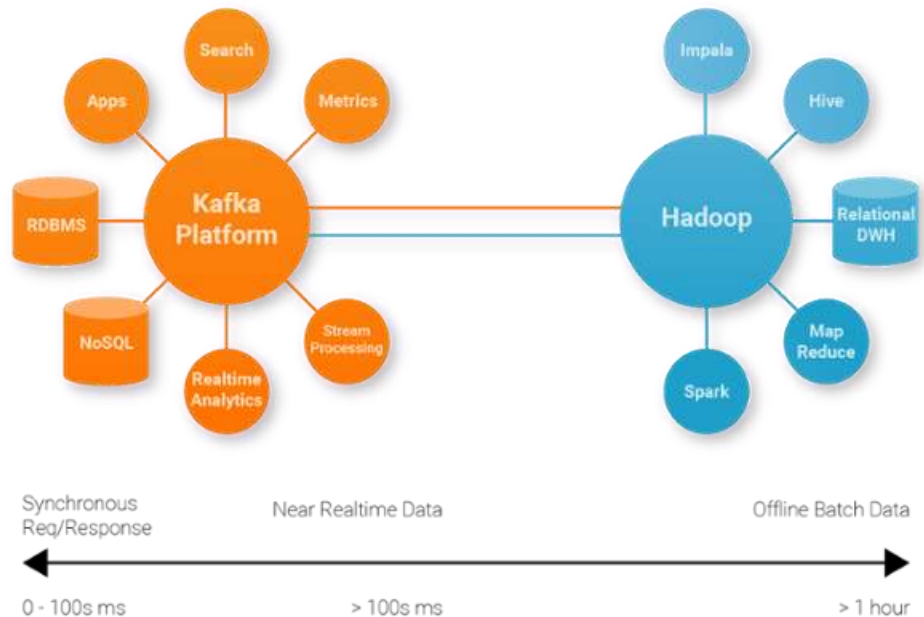 Search
Impala
Apps
Metrics
Hive
Kafka
Platform
Hadoop
RDBMS
Relational
DWH
NoSQL
Stream
Processing
Map
Reduce
Realtime
Analytics
Spark
Synchronous
Req/Response
Near Realtime Data
Offline Batch Data
0 - 100s ms
> 100s ms
> 1 hour